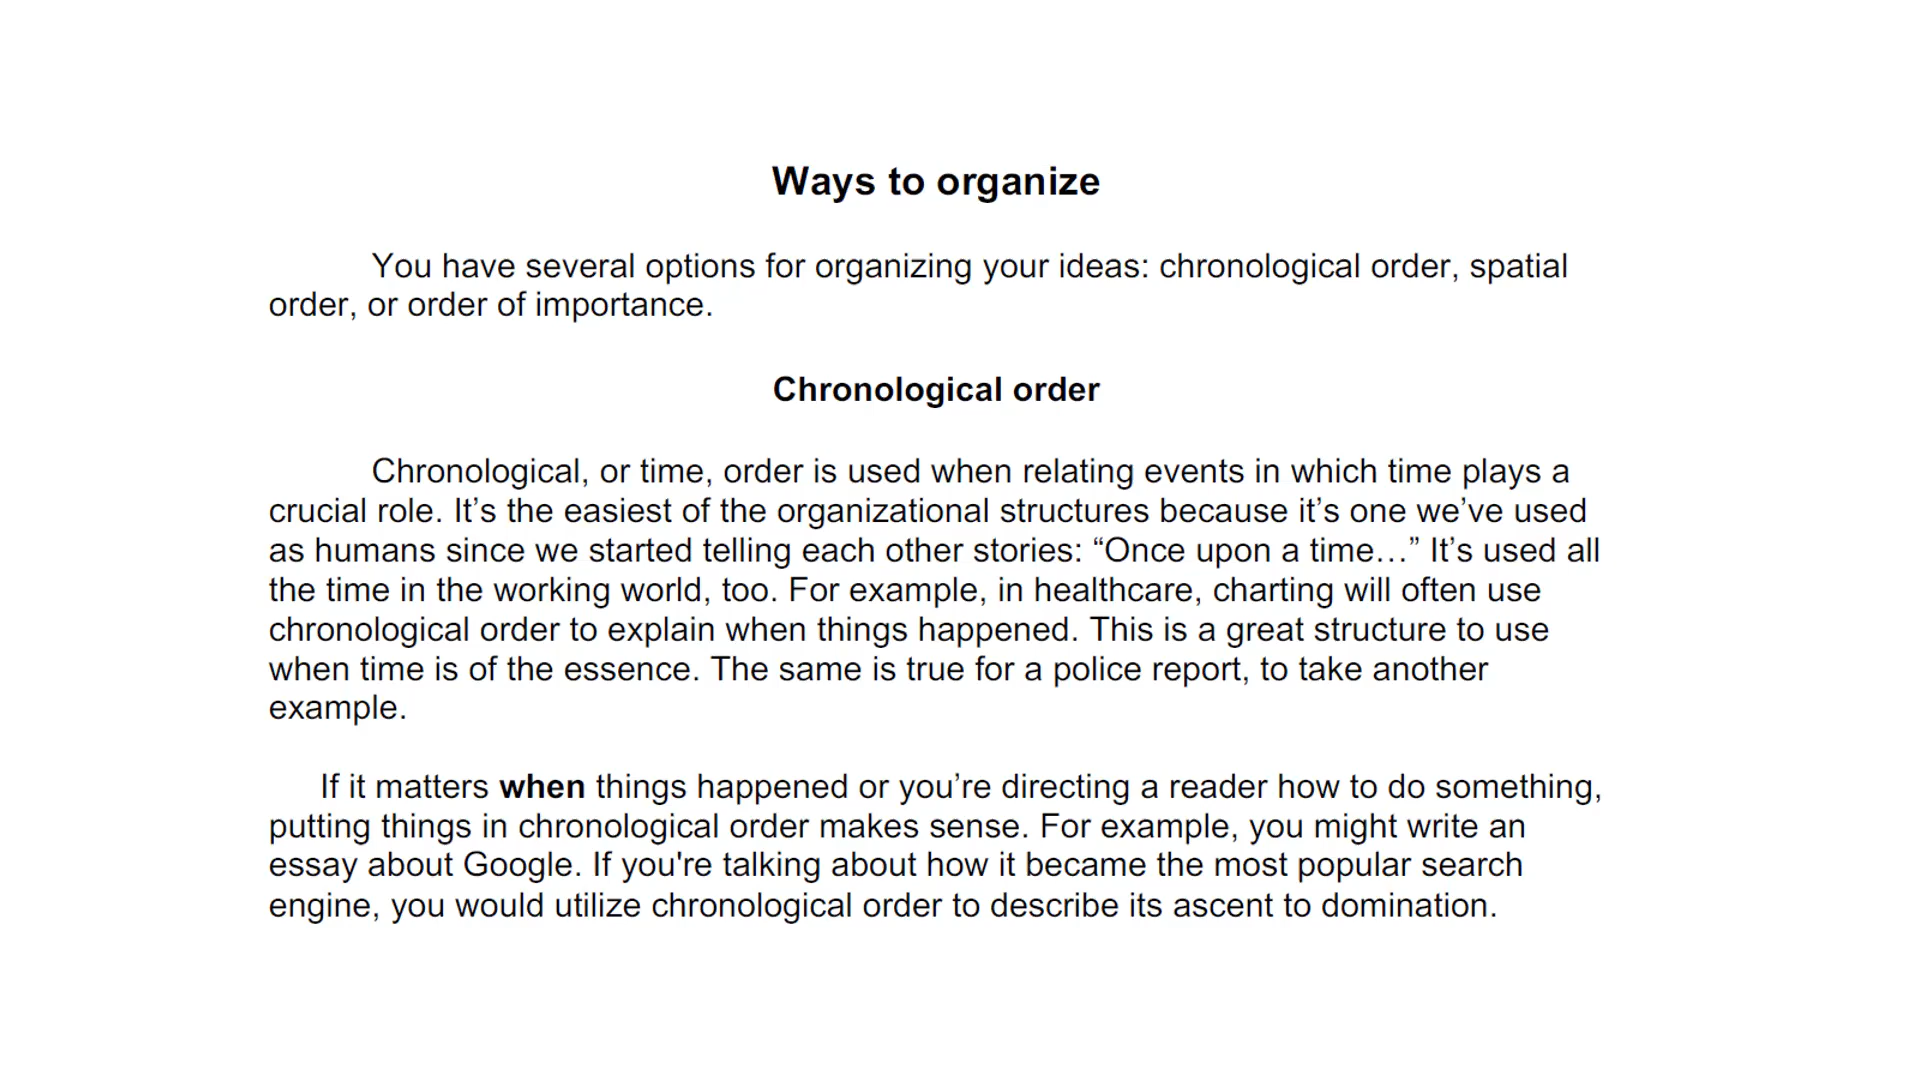 Ways to organize
You have several options for organizing your ideas: chronological order, spatial
order, or order of importance.
Chronological order
Chronological, or time, order is used when relating events in which time plays a
crucial role. It’s the easiest of the organizational structures because it’s one we’ve used
as humans since we started telling each other stories: “Once upon a time…” It’s used all
the time in the working world, too. For example, in healthcare, charting will often use
chronological order to explain when things happened. This is a great structure to use
when time is of the essence. The same is true for a police report, to take another
example.
If it matters when things happened or you’re directing a reader how to do something,
putting things in chronological order makes sense. For example, you might write an
essay about Google. If you're talking about how it became the most popular search
engine, you would utilize chronological order to describe its ascent to domination.